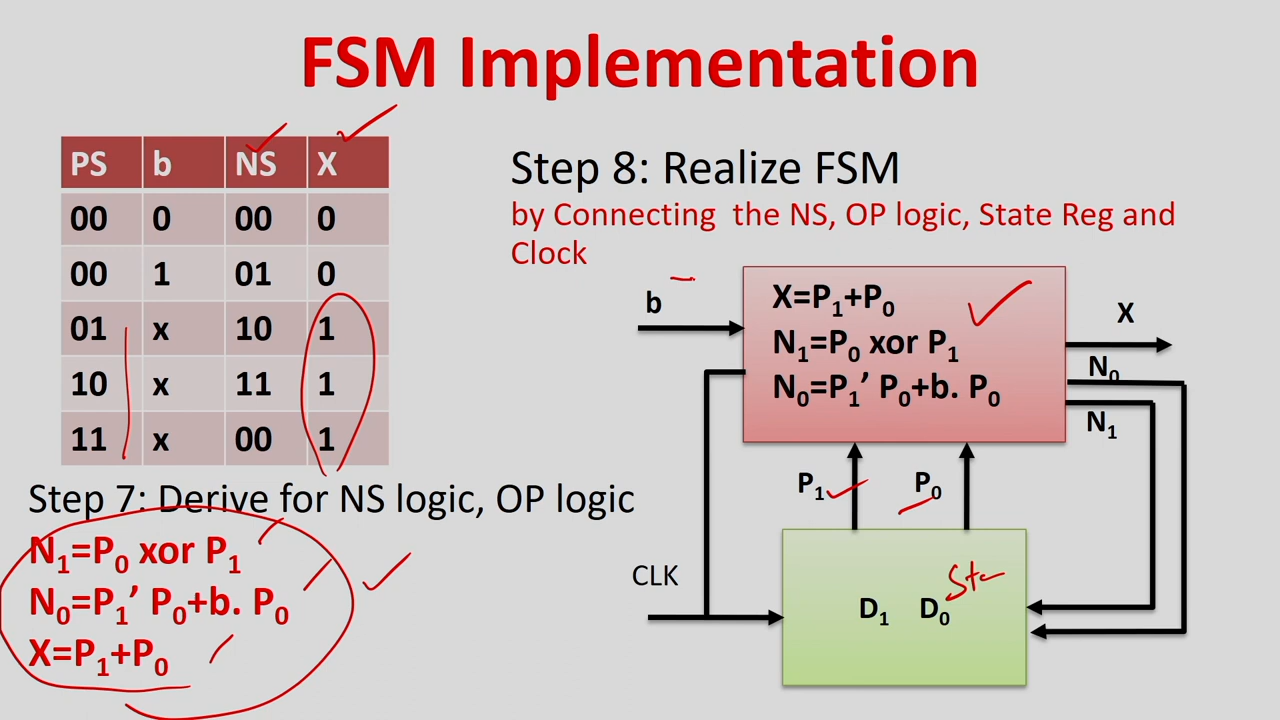 FSM Implementation
PS b NS X
00 0 00 0
00 1 01 0
01 x 10 1
10 x 11 1
11 x 00 1
Step 7: Derive for NS logic, OP logic
N₁=P₀ xor P₁
N₀=P₁’ P₀+b. P₀
X=P₁+P₀
Step 8: Realize FSM
by Connecting the NS, OP logic, State Reg and
Clock
b
X=P₁+P₀
N₁=P₀ xor P₁
N₀=P₁’ P₀+b. P₀
X
N₀
N₁
P₁ P₀
CLK
D₁ D₀